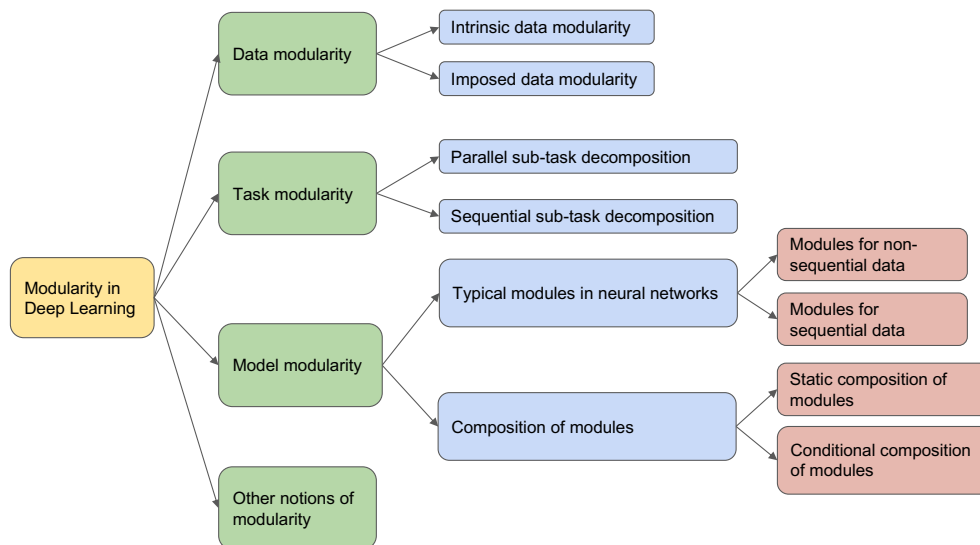 Modularity in
Deep Learning
Data modularity
Intrinsic data modularity
Imposed data modularity
Task modularity
Parallel sub-task decomposition
Sequential sub-task decomposition
Model modularity
Typical modules in neural networks
Modules for non-
sequential data
Modules for
sequential data
Composition of modules
Static composition of
modules
Conditional composition
of modules
Other notions of
modularity